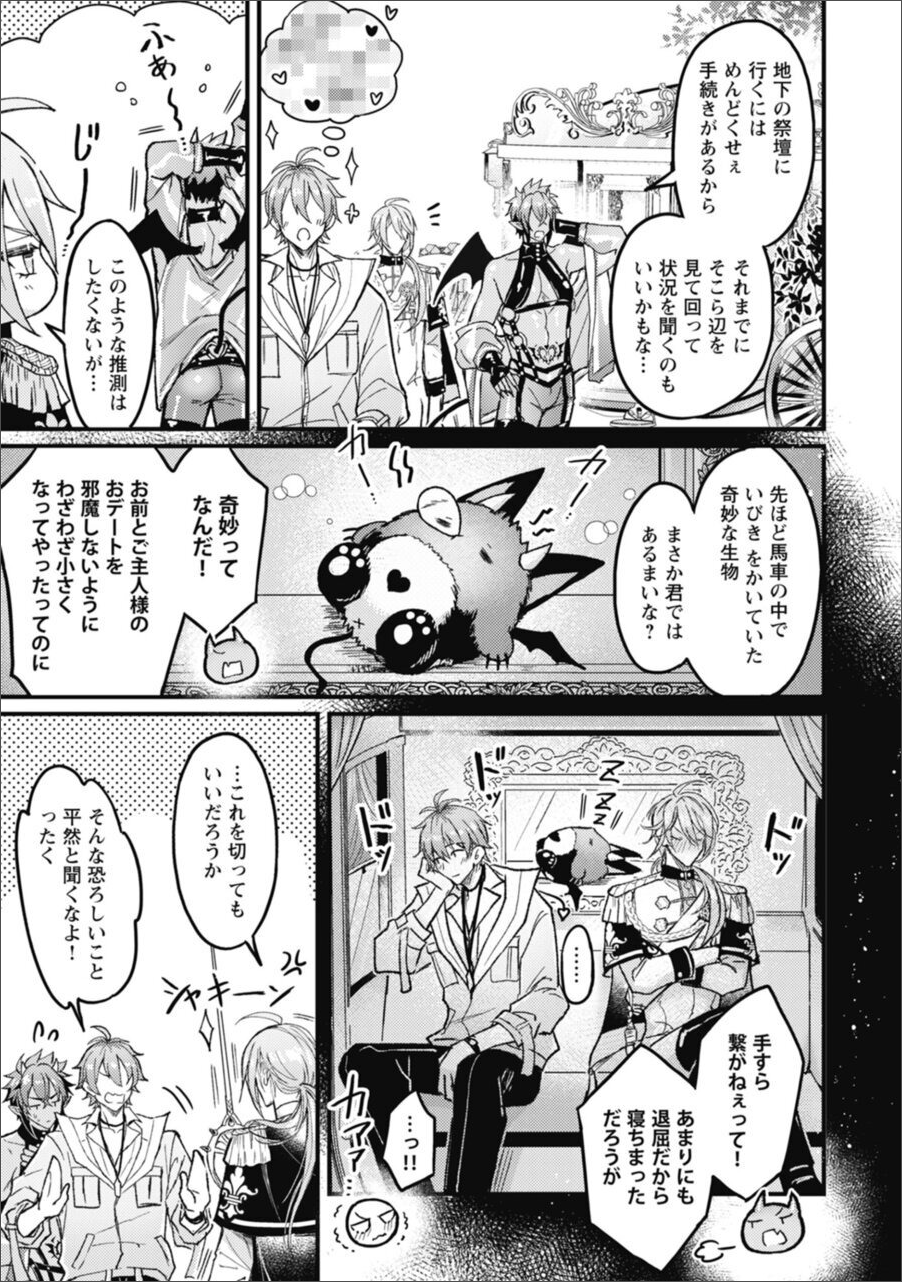 地下の祭壇に
行くには
めんどくせぇ
手続きがあるから
それまでに
そこら辺を
見て回って
状況を聞くのも
いいかもな…
ふぁ〜…
じっ
このような推測は
したくないが…
先ほど馬車の中で
いびきをかいていた
奇妙な生物
まさか君では
あるまいな?
カー!
カー!
奇妙って
なんだ!
お前とご主人様の
おデートを
邪魔しないように
わざわざ小さく
なってやったってのに
ドッ
ドッ
ZZZ
………
手すら
繋がねぇって!
あまりにも
退屈だから
寝ちまった
だろうが
…っ!!
カァァァ…
…これを切っても
いいだろうか
シャキーン
そんな恐ろしいこと
平然と聞くなよ!
ったく